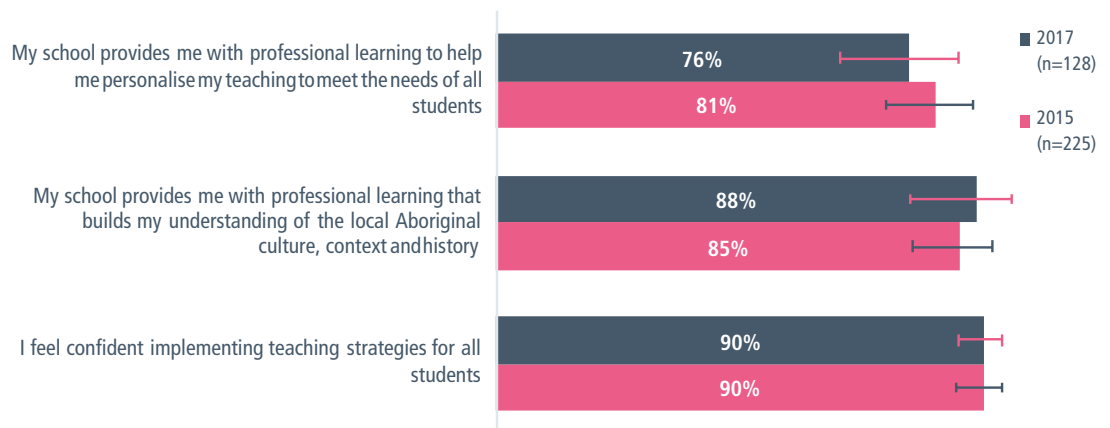 My school provides me with professional learning to help
me personalise my teaching to meet the needs of all
students
76%
81%
2017
(n=128)
2015
(n=225)
My school provides me with professional learning that
builds my understanding of the local Aboriginal
culture, context and history
88%
85%
I feel confident implementing teaching strategies for all
students
90%
90%